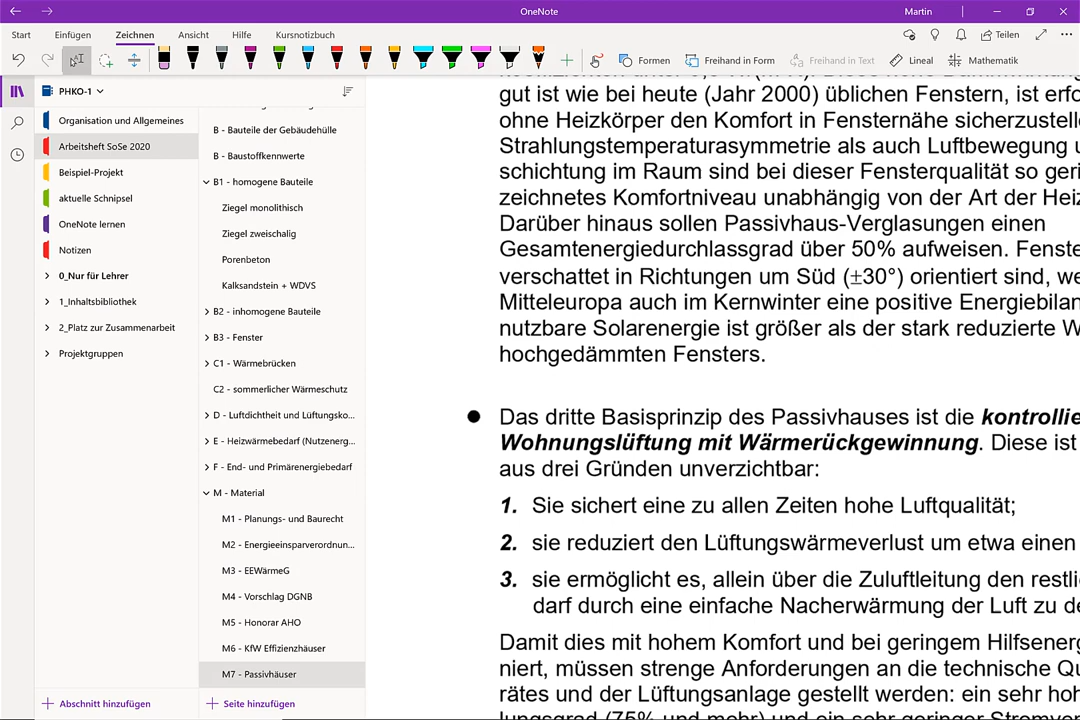 OneNote
Martin
Start
Einfügen
Zeichnen
Ansicht
Hilfe
Kursnotizbuch
Teilen
Formen
Freihand in Form
Freihand in Text
Lineal
Mathematik
PHKO-1
Organisation und Allgemeines
Arbeitsheft SoSe 2020
Beispiel-Projekt
aktuelle Schnipsel
OneNote lernen
Notizen
0_Nur für Lehrer
1_Inhaltsbibliothek
2_Platz zur Zusammenarbeit
Projektgruppen
Abschnitt hinzufügen
B - Bauteile der Gebäudehülle
B - Baustoffkennwerte
B1 - homogene Bauteile
Ziegel monolithisch
Ziegel zweischalig
Porenbeton
Kalksandstein + WDVS
B2 - inhomogene Bauteile
B3 - Fenster
C1 - Wärmebrücken
C2 - sommerlicher Wärmeschutz
D - Luftdichtheit und Lüftungsko...
E - Heizwärmebedarf (Nutzenerg...
F - End- und Primärenergiebedarf
M - Material
M1 - Planungs- und Baurecht
M2 - Energieeinsparverordnun...
M3 - EEWärmeG
M4 - Vorschlag DGNB
M5 - Honorar AHO
M6 - KfW Effizienzhäuser
M7 - Passivhäuser
Seite hinzufügen
gut ist wie bei heute (Jahr 2000) üblichen Fenstern, ist erfo
ohne Heizkörper den Komfort in Fensternähe sicherzustelle
Strahlungstemperaturasymmetrie als auch Luftbewegung u
schichtung im Raum sind bei dieser Fensterqualität so geri
zeichnetes Komfortniveau unabhängig von der Art der Heiz
Darüber hinaus sollen Passivhaus-Verglasungen einen
Gesamtenergiedurchlassgrad über 50% aufweisen. Fenste
verschattet in Richtungen um Süd (±30°) orientiert sind, we
Mitteleuropa auch im Kernwinter eine positive Energiebilan
nutzbare Solarenergie ist größer als der stark reduzierte W
hochgedämmten Fensters.
● Das dritte Basisprinzip des Passivhauses ist die kontrollie
Wohnungslüftung mit Wärmerückgewinnung. Diese ist
aus drei Gründen unverzichtbar:
1. Sie sichert eine zu allen Zeiten hohe Luftqualität;
2. sie reduziert den Lüftungswärmeverlust um etwa einen
3. sie ermöglicht es, allein über die Zuluftleitung den restli
darf durch eine einfache Nacherwärmung der Luft zu de
Damit dies mit hohem Komfort und bei geringem Hilfsenerg
niert, müssen strenge Anforderungen an die technische Qu
rätes und der Lüftungsanlage gestellt werden: ein sehr hoh
lungsgrad (75% und mehr) und ein sehr geringer Stromver